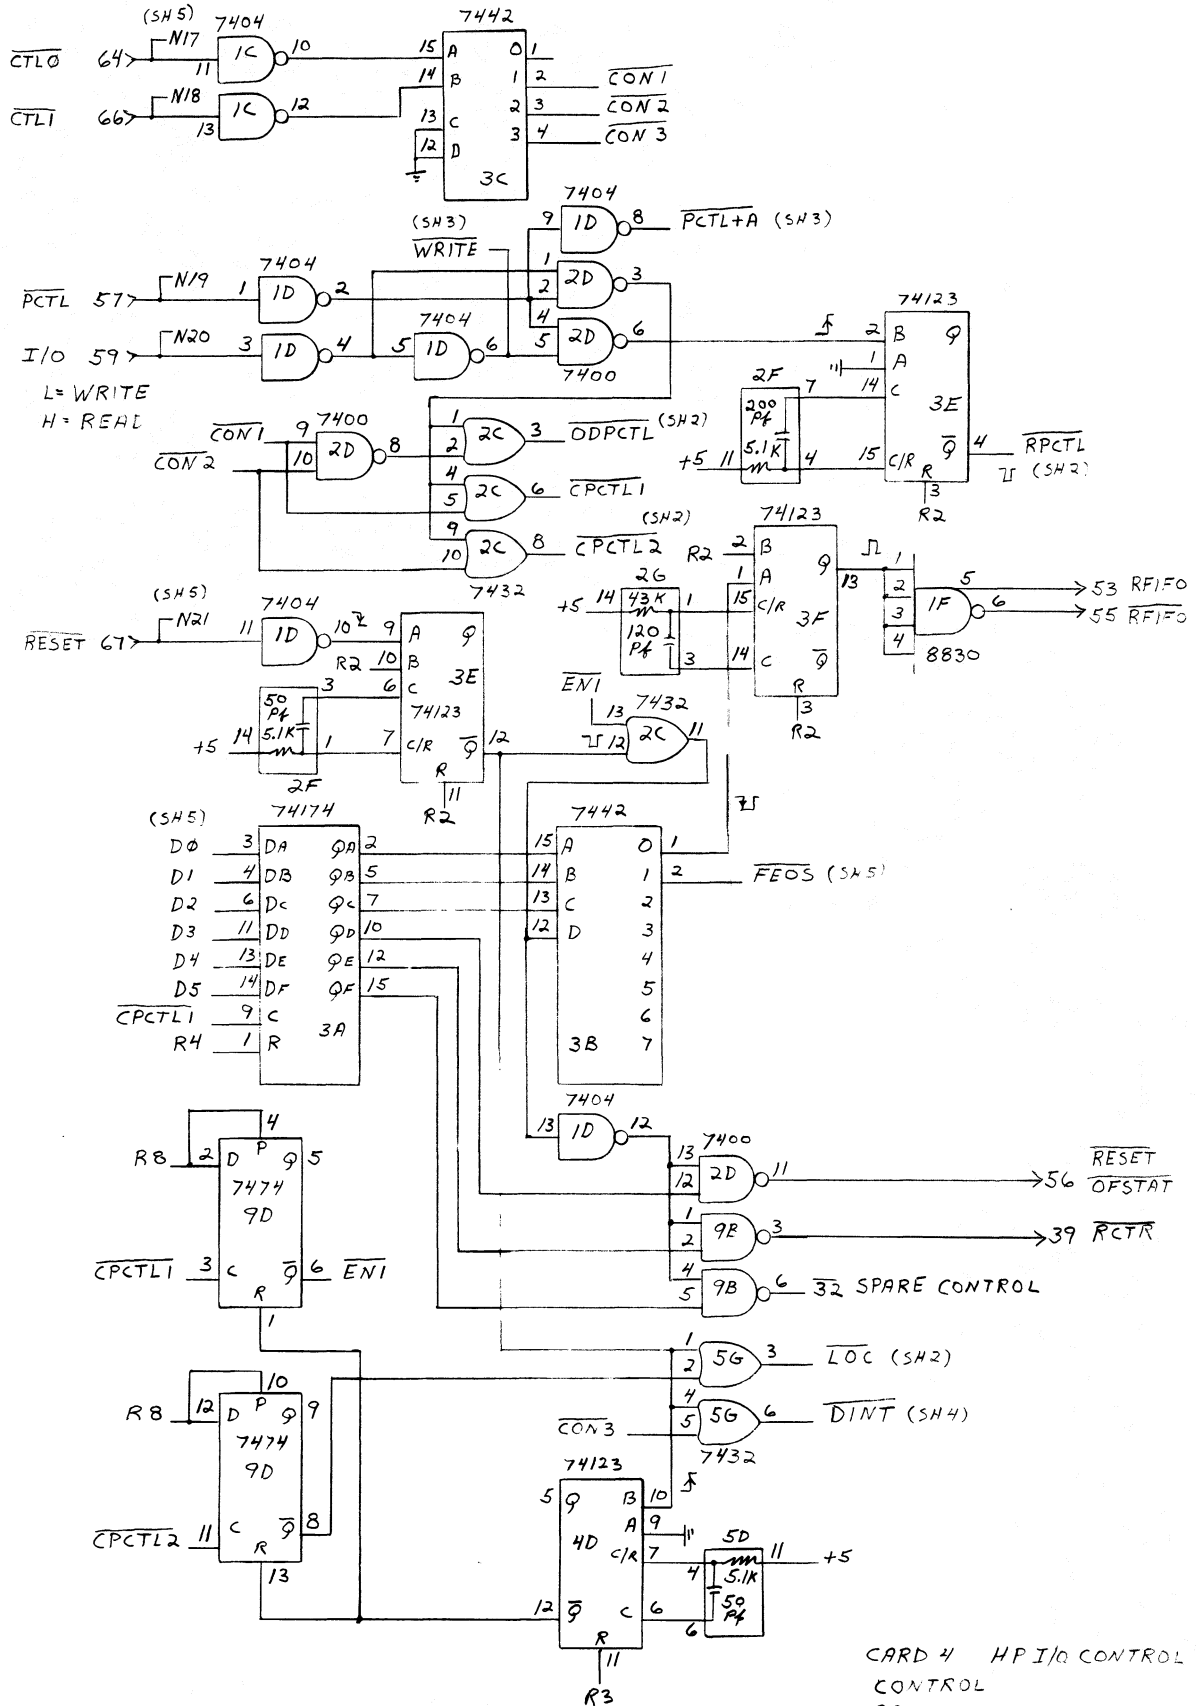 (SH5) 7404 7442
CTLØ 64 N17 11 1C 10 15 A 0 1
14 B 1 2 CON1
CTL1 66 N18 13 1C 12 2 3 CON2
13 C 3 4 CON3
12 D
3C
7404
(SH3) 9 1D 8 PCTL+A (SH3)
WRITE
7404 1 2D 3
PCTL 57 N19 1 1D 2 2 74123
7404 4 2D 6 2 B Q
I/O 59 N20 3 1D 4 5 1D 6 5 1 A
7400
L=WRITE 2F 7 14 C
H=READ 200 Pf 3E
7400 1 2C 3 ODPCTL (SH2) 5.1K
CON1 9 2D 8 2 +5 11 4 15 C/R Q 4 RPCTL
CON2 10 R (SH2)
4 2C 6 CPCTL1 3
5 R2
(SH2) 74123
9 2C 8 CPCTL2 R2 2 B Q 13 1 5 53 RFIFO
10 1 A 2 1F 6 55 RFIFO
7432 2G 3
+5 14 43K 1 15 C/R 3F 4
(SH5) 7404 120 Pf 8830
RESET 67 N21 11 1D 10 9 A Q 3 14 C Q
R2 10 B R
3 6 C 3E EN1 7432 3
50 Pf 74123 13 2C 11 R2
+5 14 5.1K 1 7 C/R Q 12 12
2F R
11
R2
(SH5) 74174 7442
DØ 3 DA QA 2 15 A 0 1
D1 4 DB QB 5 14 B 1 2 FEOS (SH5)
D2 6 DC QC 7 13 C 2
D3 11 DD QD 10 12 D 3
D4 13 DE QE 12 4
D5 14 DF QF 15 5
CPCTL1 9 C 6
R4 1 R 3A 3B 7
7404
4 13 1D 12 7400
R8 2 D P Q 5 13 2D 11 56 RESET
7474 12 OFSTAT
9D 1 9B 3 39 RCTR
2
CPCTL1 3 C Q 6 EN1 4 9B 6 32 SPARE CONTROL
R 5
1
1 5G 3 LOC (SH2)
10 2
R8 12 D P Q 9 4 5G 6 DINT (SH4)
7474 CON3 5
9D 74123 7432
5 Q B 10
CPCTL2 11 C Q 8 A 9 5D
R 4D C/R 7 4 11 +5
13 5.1K
50 Pf
12 Q C 6 6
R
11
R3
CARD 4 HP I/O CONTROL
CONTROL